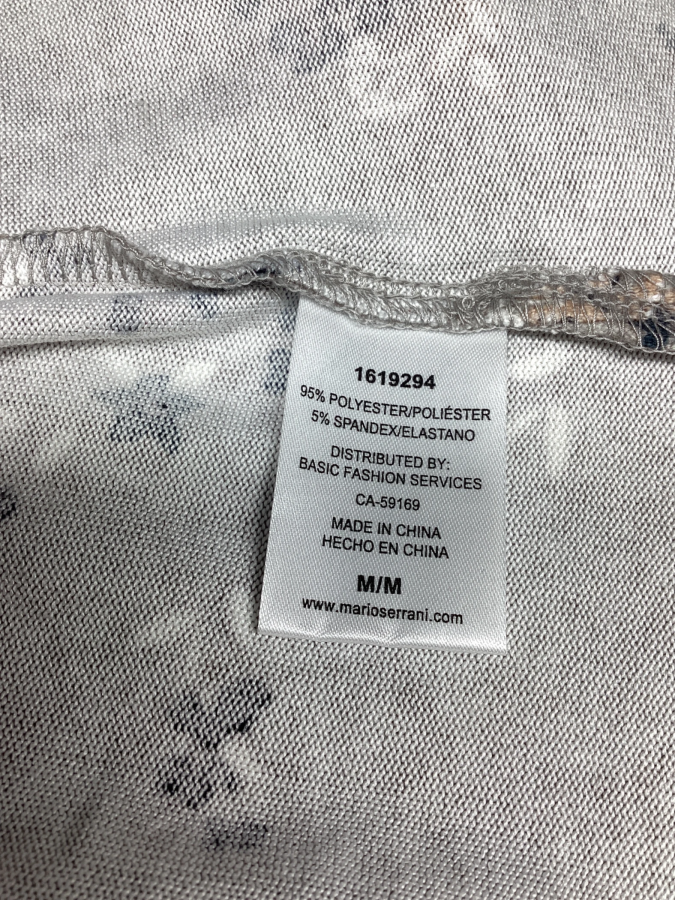 1619294
95% POLYESTER/POLIÉSTER
5% SPANDEX/ELASTANO
DISTRIBUTED BY:
BASIC FASHION SERVICES
CA-59169
MADE IN CHINA
HECHO EN CHINA
M/M
www.marioserrani.com